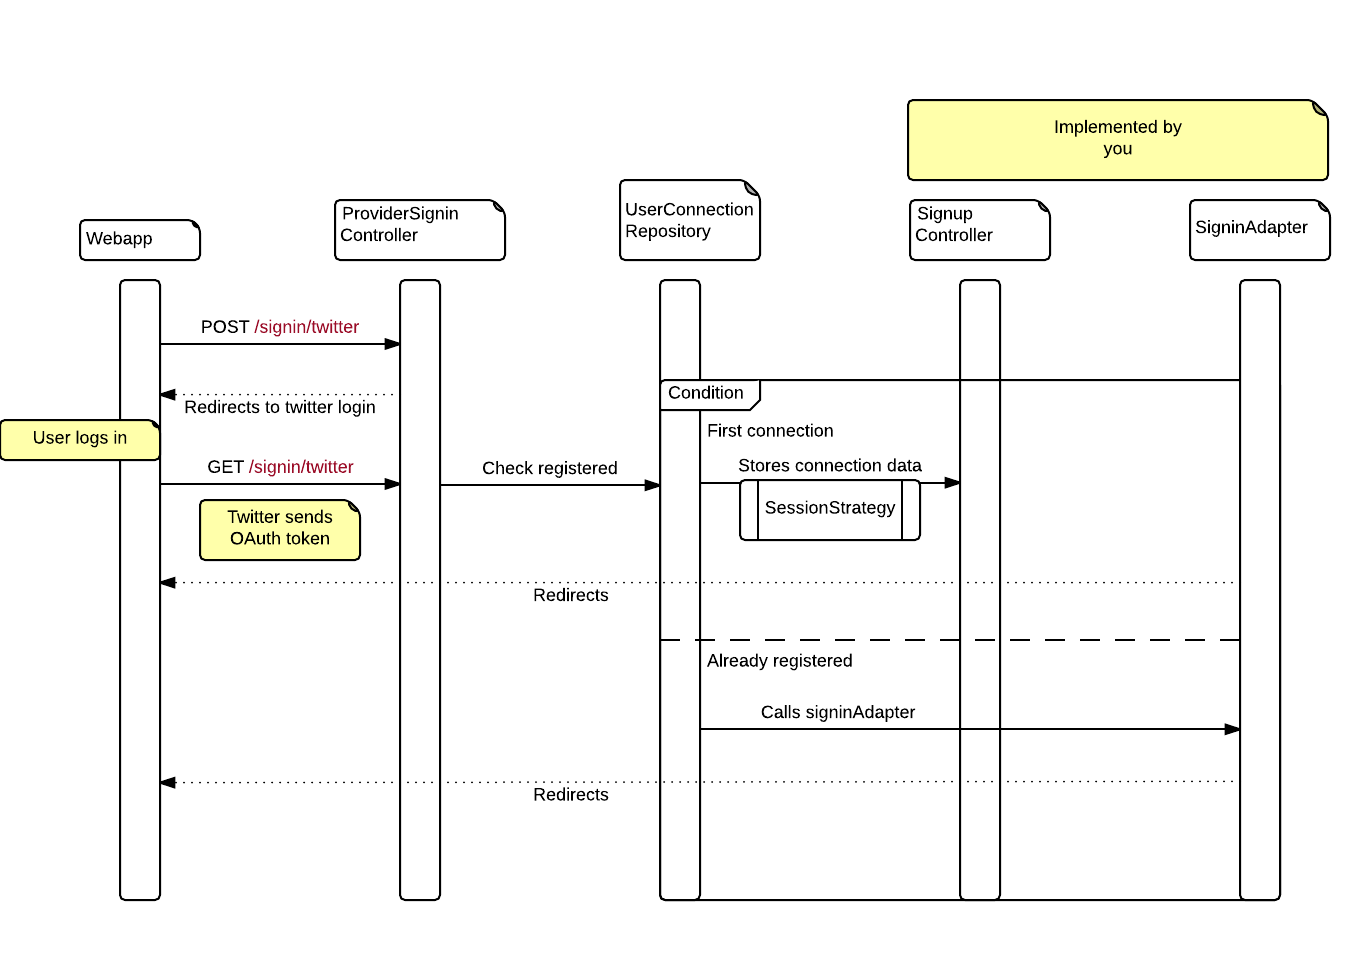 Implemented by
you
Webapp
ProviderSignin
Controller
UserConnection
Repository
Signup
Controller
SigninAdapter
POST /signin/twitter
Redirects to twitter login
User logs in
GET /signin/twitter
Twitter sends
OAuth token
Check registered
Condition
First connection
Stores connection data
SessionStrategy
Redirects
Already registered
Calls signinAdapter
Redirects